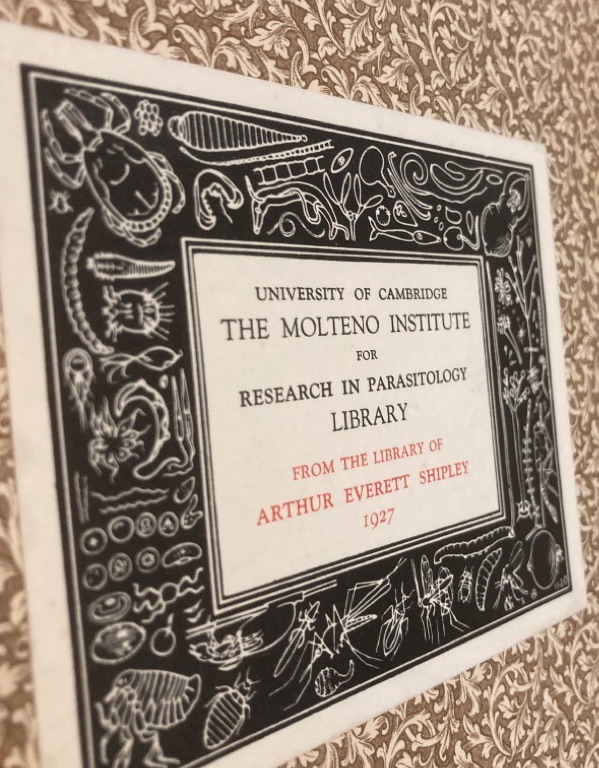 UNIVERSITY OF CAMBRIDGE
THE MOLTENO INSTITUTE
FOR
RESEARCH IN PARASITOLOGY
LIBRARY
FROM THE LIBRARY OF
ARTHUR EVERETT SHIPLEY
1927